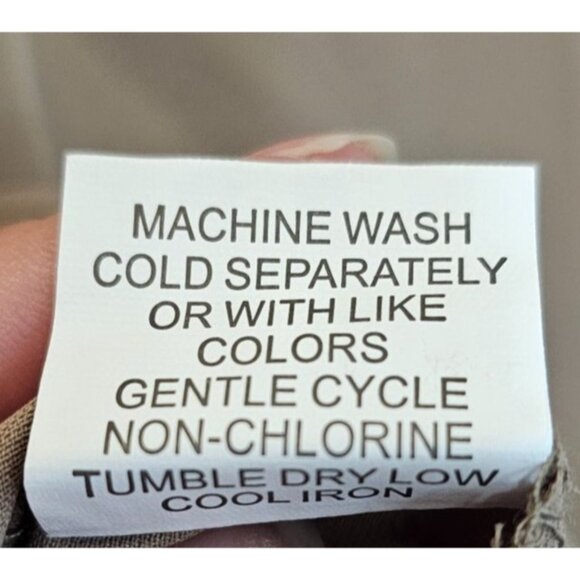 MACHINE WASH
COLD SEPARATELY
OR WITH LIKE
COLORS
GENTLE CYCLE
NON-CHLORINE
TUMBLE DRY LOW
COOL IRON